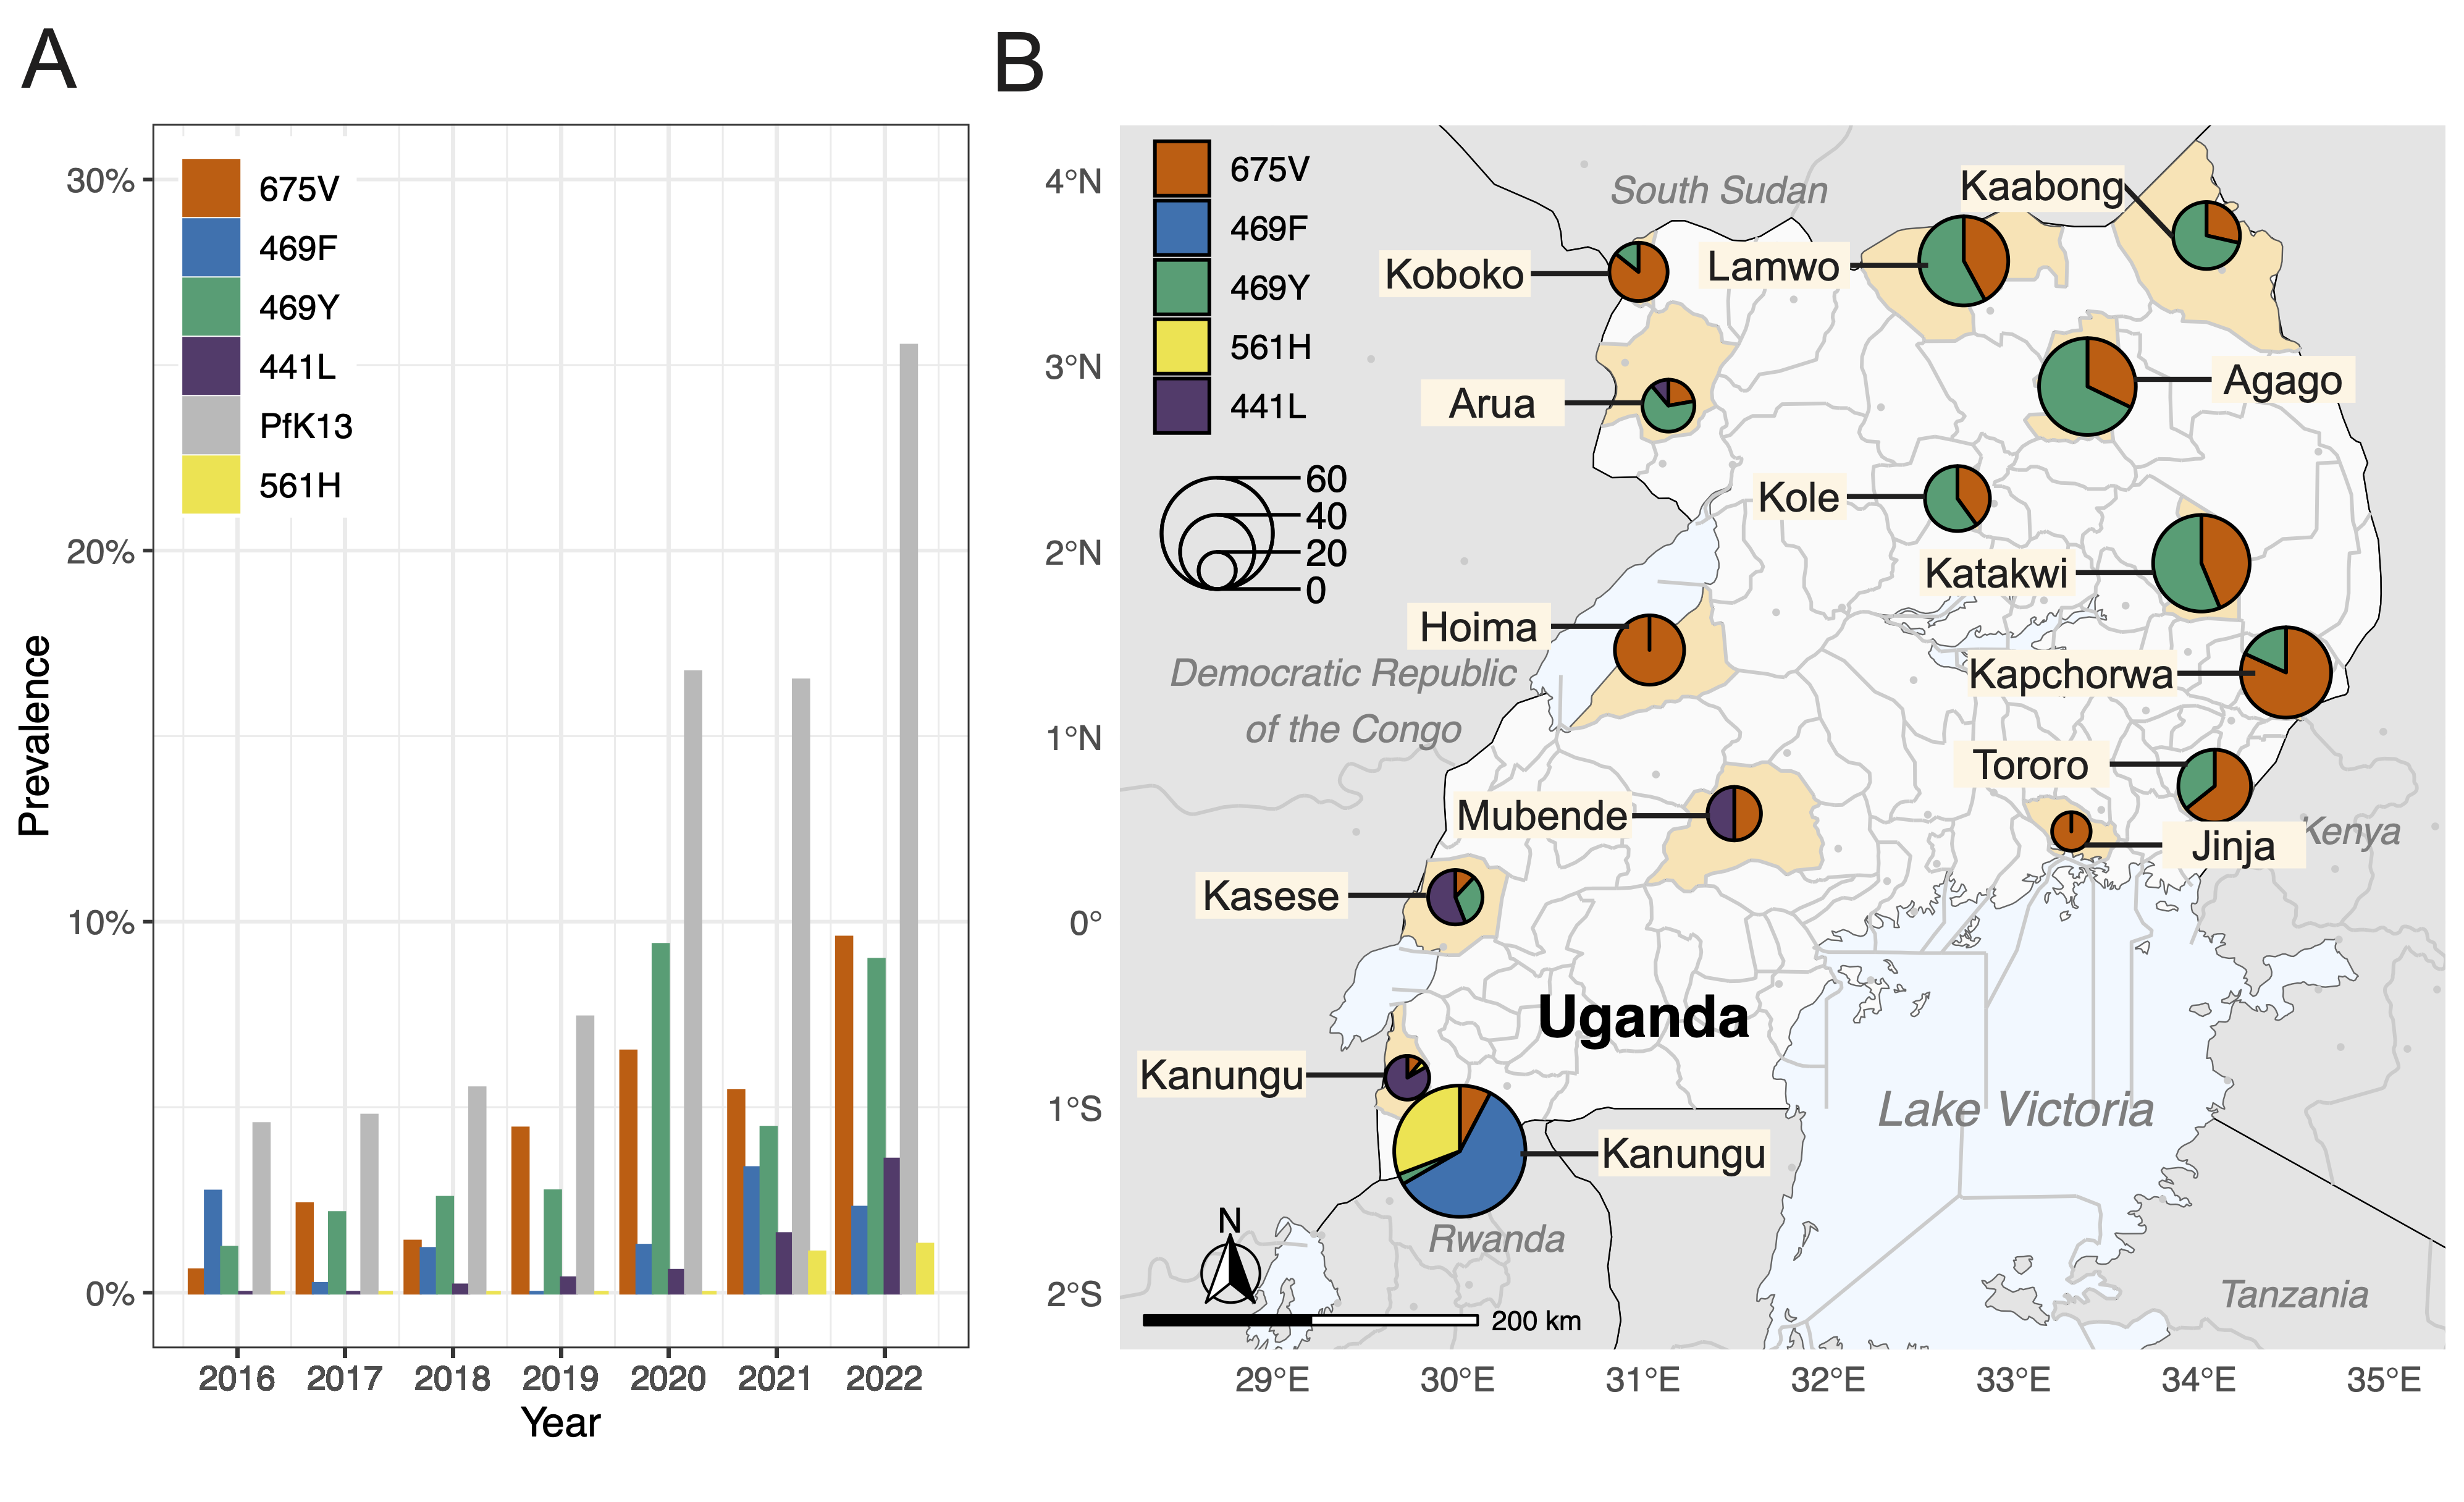 A
30%
20%
10%
0%
Prevalence
675V
469F
469Y
441L
PfK13
561H
2016 2017 2018 2019 2020 2021 2022
Year
B
4°N
3°N
2°N
1°N
0°
1°S
2°S
675V
469F
469Y
561H
441L
60
40
20
0
South Sudan
Kaabong
Koboko
Lamwo
Arua
Agago
Kole
Katakwi
Hoima
Democratic Republic
of the Congo
Kapchorwa
Tororo
Mubende
Jinja
Kenya
Kasese
Uganda
Kanungu
Lake Victoria
Kanungu
N
Rwanda
Tanzania
200 km
29°E 30°E 31°E 32°E 33°E 34°E 35°E